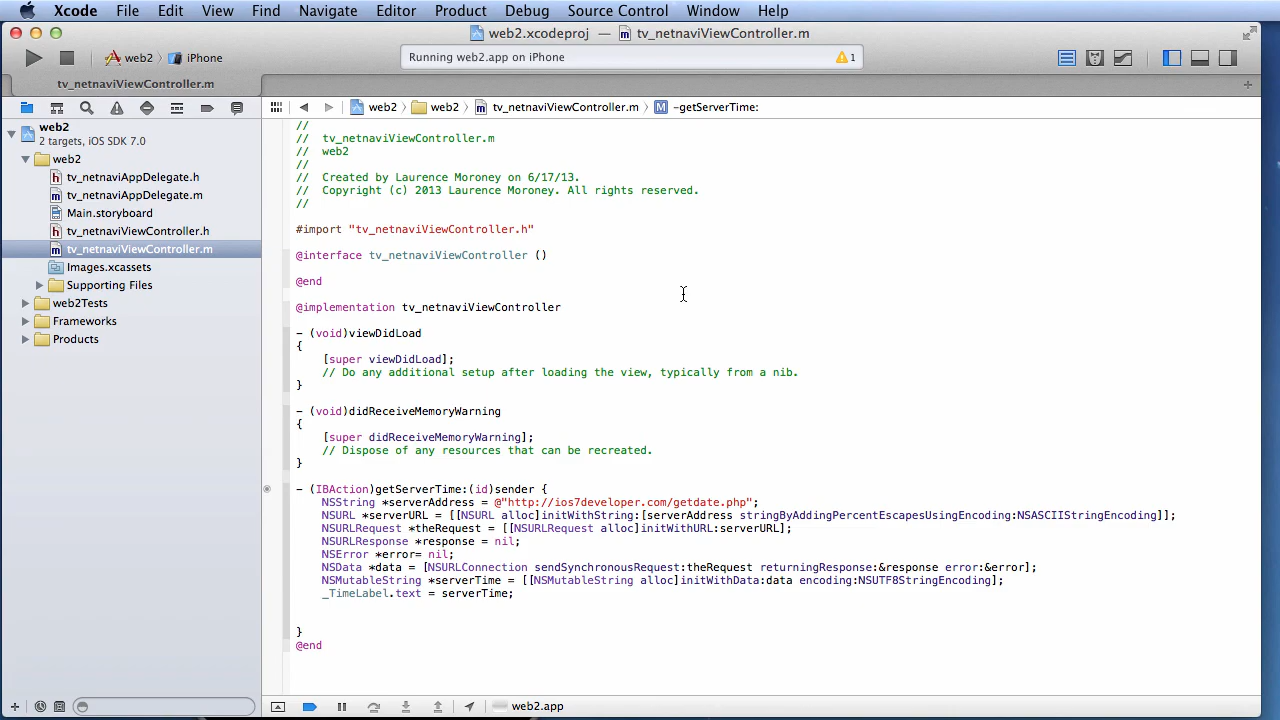 Xcode File Edit View Find Navigate Editor Product Debug Source Control Window Help
web2.xcodeproj — tv_netnaviViewController.m
web2 iPhone Running web2.app on iPhone 1
tv_netnaviViewController.m
web2 web2 tv_netnaviViewController.m M -getServerTime:
web2
2 targets, iOS SDK 7.0
web2
h tv_netnaviAppDelegate.h
m tv_netnaviAppDelegate.m
Main.storyboard
h tv_netnaviViewController.h
m tv_netnaviViewController.m
Images.xcassets
Supporting Files
web2Tests
Frameworks
Products
//
// tv_netnaviViewController.m
// web2
//
// Created by Laurence Moroney on 6/17/13.
// Copyright (c) 2013 Laurence Moroney. All rights reserved.
//
#import "tv_netnaviViewController.h"
@interface tv_netnaviViewController ()
@end
@implementation tv_netnaviViewController
- (void)viewDidLoad
{
[super viewDidLoad];
// Do any additional setup after loading the view, typically from a nib.
}
- (void)didReceiveMemoryWarning
{
[super didReceiveMemoryWarning];
// Dispose of any resources that can be recreated.
}
- (IBAction)getServerTime:(id)sender {
NSString *serverAddress = @"http://ios7developer.com/getdate.php";
NSURL *serverURL = [[NSURL alloc]initWithString:[serverAddress stringByAddingPercentEscapesUsingEncoding:NSASCIIStringEncoding]];
NSURLRequest *theRequest = [[NSURLRequest alloc]initWithURL:serverURL];
NSURLResponse *response = nil;
NSError *error= nil;
NSData *data = [NSURLConnection sendSynchronousRequest:theRequest returningResponse:&response error:&error];
NSMutableString *serverTime = [[NSMutableString alloc]initWithData:data encoding:NSUTF8StringEncoding];
_TimeLabel.text = serverTime;
}
@end
web2.app